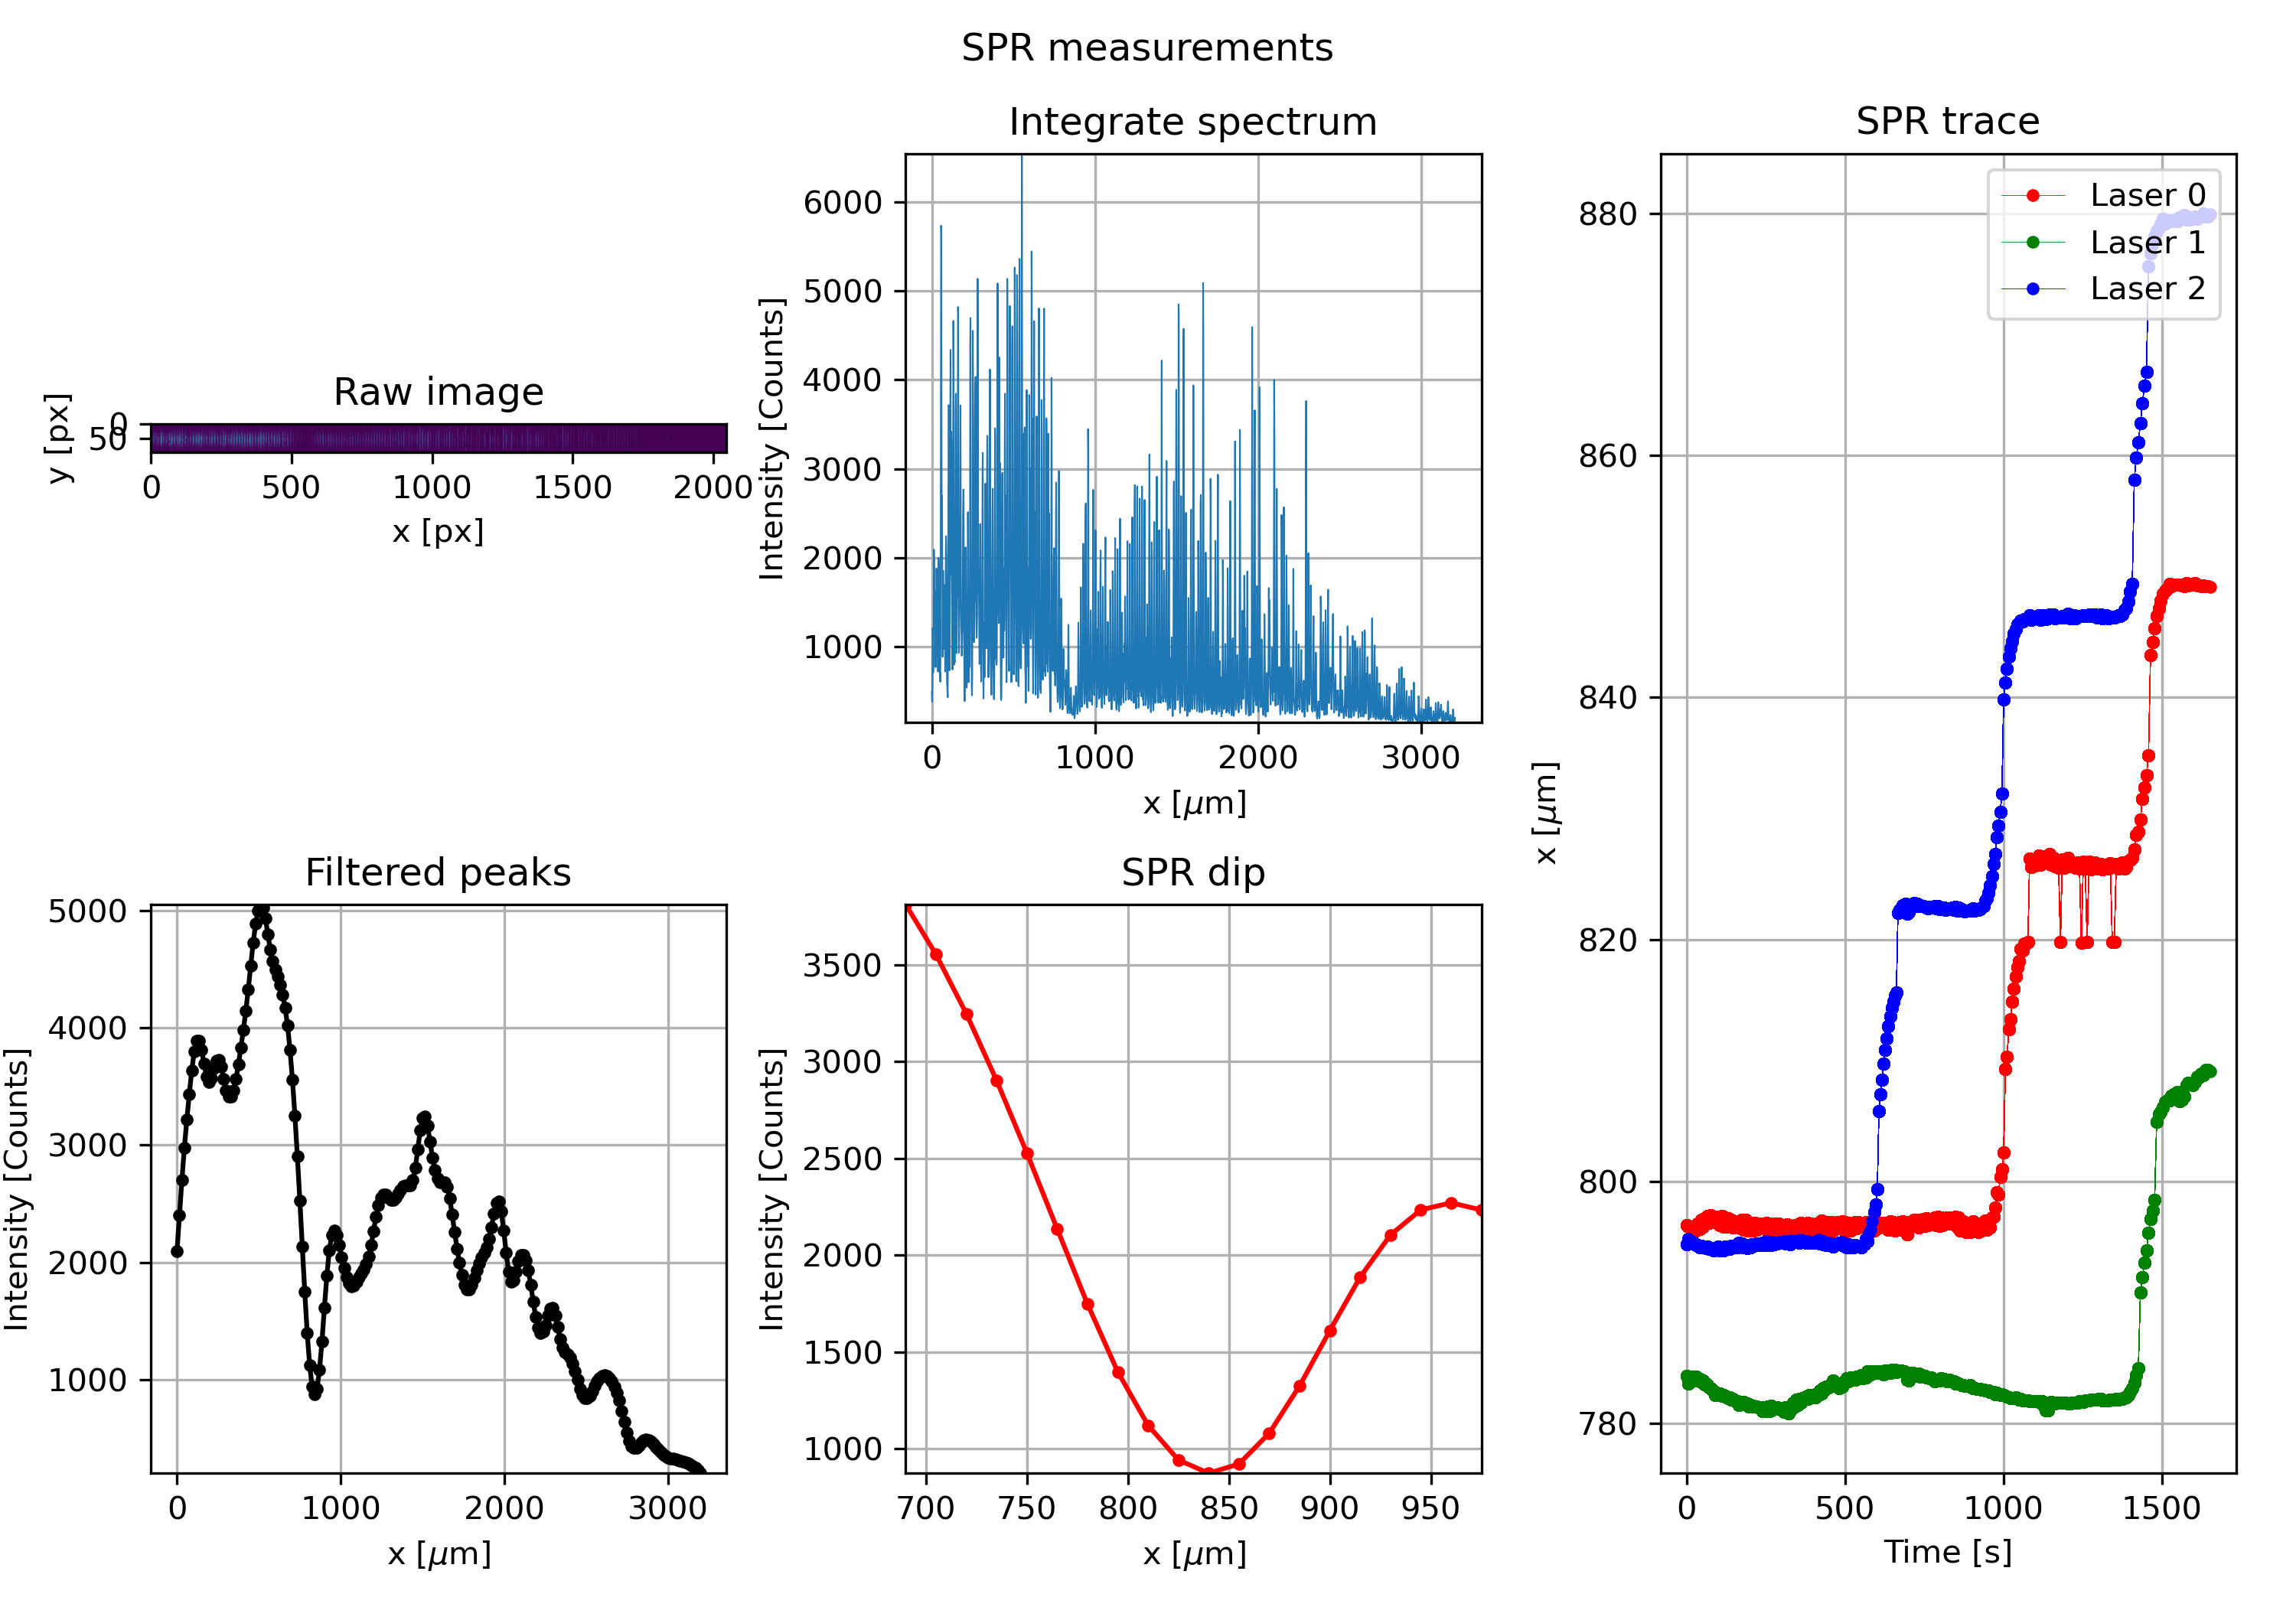 SPR measurements
Raw image
y [px]
0
50
0 500 1000 1500 2000
x [px]
Integrate spectrum
Intensity [Counts]
6000
5000
4000
3000
2000
1000
0 1000 2000 3000
x [μm]
Filtered peaks
Intensity [Counts]
5000
4000
3000
2000
1000
0 1000 2000 3000
x [μm]
SPR dip
Intensity [Counts]
3500
3000
2500
2000
1500
1000
700 750 800 850 900 950
x [μm]
SPR trace
x [μm]
880
860
840
820
800
780
Laser 0
Laser 1
Laser 2
0 500 1000 1500
Time [s]